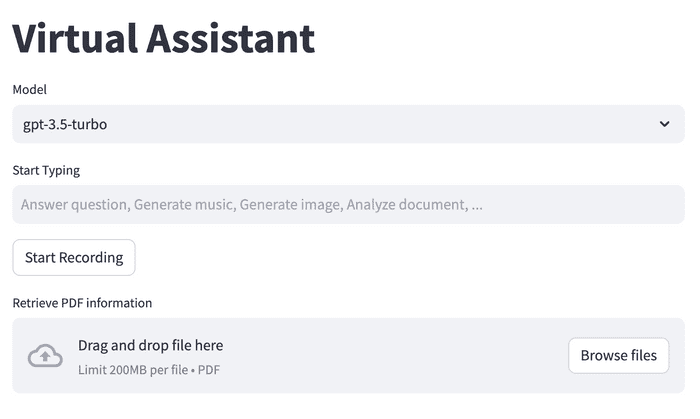 Virtual Assistant
Model
gpt-3.5-turbo
Start Typing
Answer question, Generate music, Generate image, Analyze document, ...
Start Recording
Retrieve PDF information
Drag and drop file here
Limit 200MB per file • PDF
Browse files